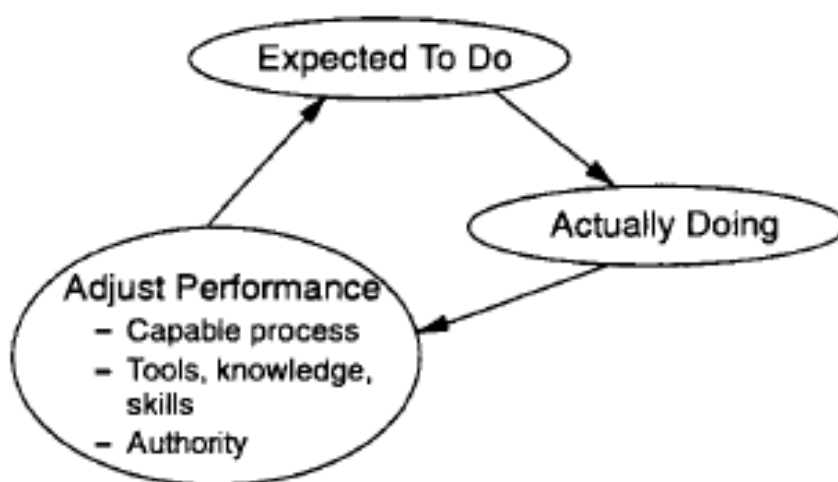 Expected To Do
Actually Doing
Adjust Performance
– Capable process
– Tools, knowledge,
skills
– Authority